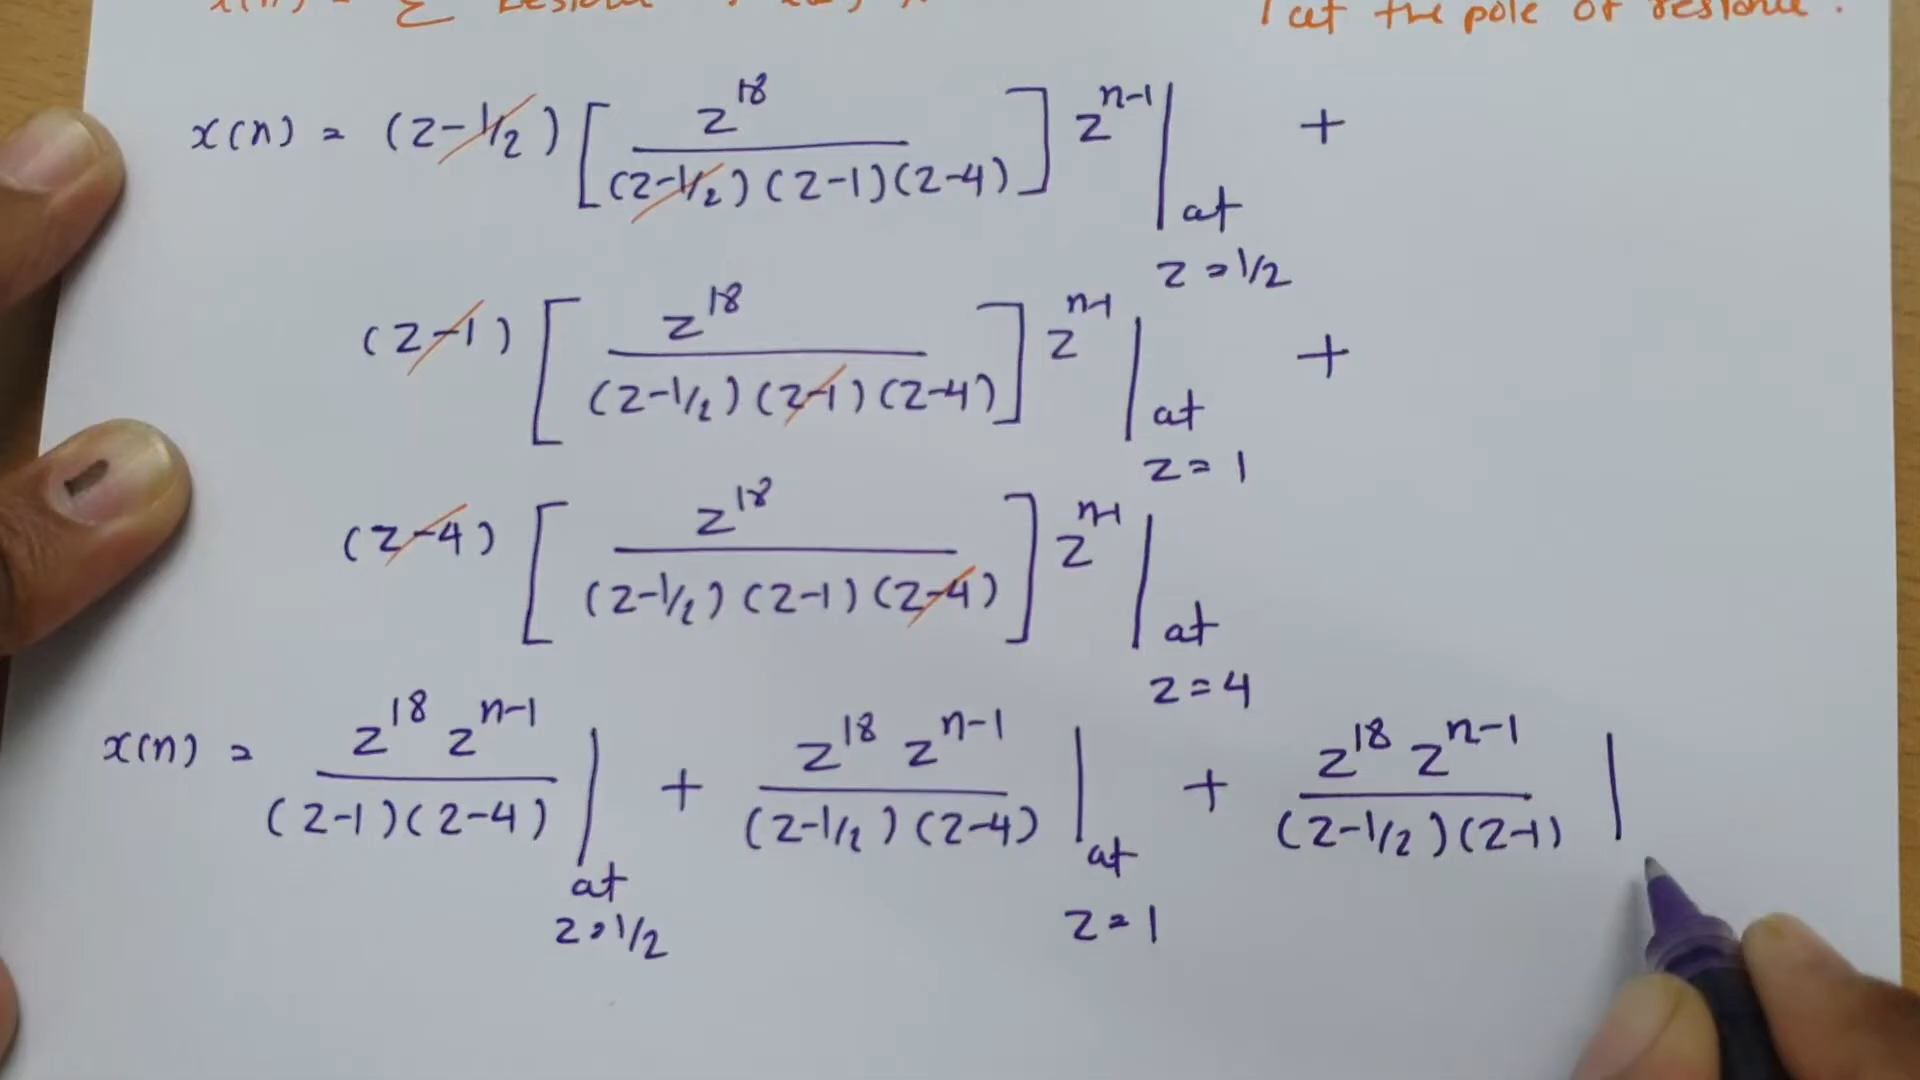 at the pole of
x(n) = (z-1/2) [ z^18 / (z-1/2)(z-1)(z-4) ] z^n-1 | at z=1/2 +
(z-1) [ z^18 / (z-1/2)(z-1)(z-4) ] z^n-1 | at z=1 +
(z-4) [ z^18 / (z-1/2)(z-1)(z-4) ] z^n-1 | at z=4
x(n) = z^18 z^n-1 / (z-1)(z-4) | at z=1/2 + z^18 z^n-1 / (z-1/2)(z-4) | at z=1 + z^18 z^n-1 / (z-1/2)(z-1) |